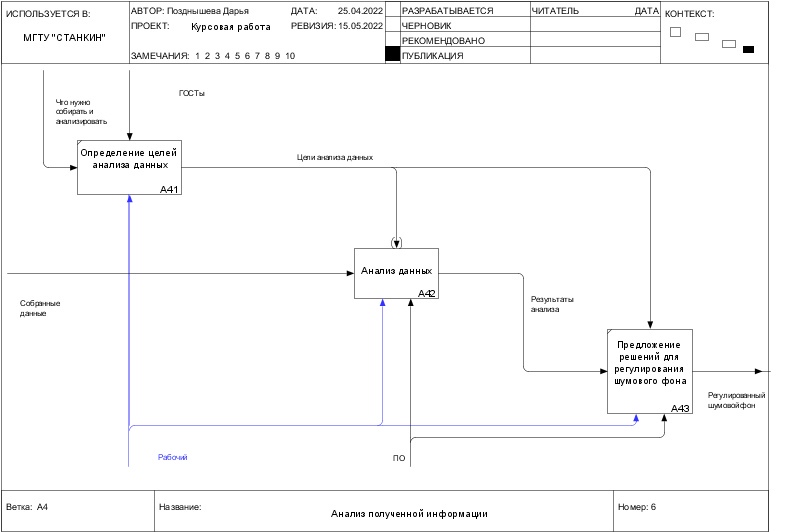 ИСПОЛЬЗУЕТСЯ В:
МГТУ "СТАНКИН"
АВТОР: Позднышева Дарья
ДАТА: 25.04.2022
ПРОЕКТ: Курсовая работа
РЕВИЗИЯ: 15.05.2022
ЗАМЕЧАНИЯ: 1 2 3 4 5 6 7 8 9 10
РАЗРАБАТЫВАЕТСЯ
ЧЕРНОВИК
РЕКОМЕНДОВАНО
ПУБЛИКАЦИЯ
ЧИТАТЕЛЬ ДАТА
КОНТЕКСТ:
Что нужно
собирать и
анализировать
ГОСТы
Определение целей
анализа данных
A41
Цели анализа данных
Анализ данных
A42
Собранные
данные
Результаты
анализа
Предложение
решений для
регулирования
шумового фона
A43
Регулированный
шумовой фон
Рабочий
ПО
Ветка: A4
Название:
Анализ полученной информации
Номер: 6